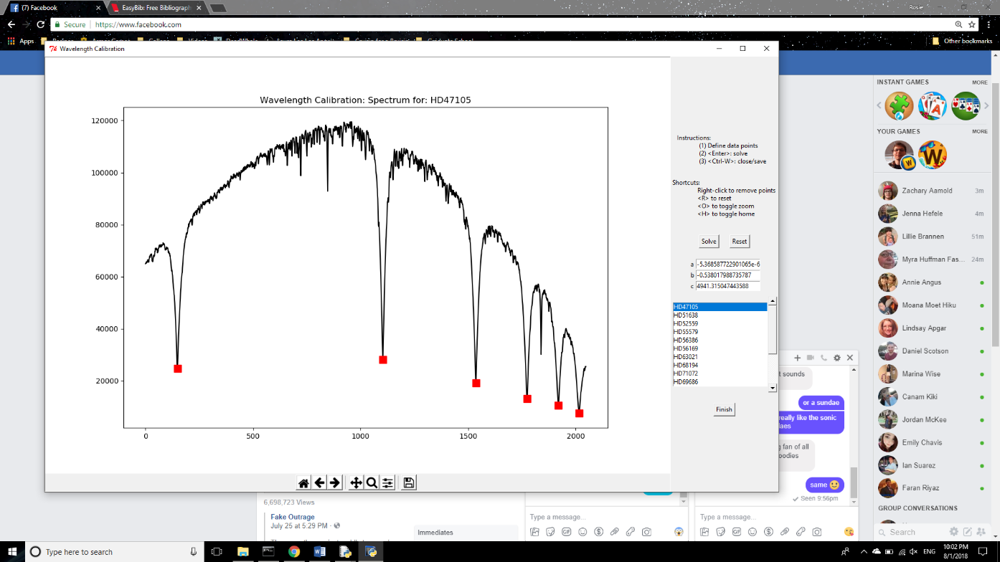 (7) Facebook
EasyBib: Free Bibliograph
Rosie
Secure
https://www.facebook.com
Apps
Other bookmarks
Wavelength Calibration
Wavelength Calibration: Spectrum for: HD47105
120000
100000
80000
60000
40000
20000
0
500
1000
1500
2000
Instructions:
(1) Define data points
(2) <Enter>: solve
(3) <Ctrl-W>: close/save
Shortcuts:
Right-click to remove points
<R> to reset
<O> to toggle zoom
<H> to toggle home
Solve
Reset
a -5.368587722901065e-6
b -0.538017988735787
c 4941.315047443588
HD47105
HD51638
HD52559
HD55579
HD56386
HD56169
HD63021
HD68194
HD71072
HD69686
Finish
INSTANT GAMES
MORE
YOUR GAMES
MORE
Zachary Aamold 3m
Jenna Hefele 4m
Lillie Brannen 51m
Myra Huffman Fas... 24m
Annie Angus
Moana Moet Hiku
Lindsay Apgar
Daniel Scotson
Marina Wise
Canam Kiki
Jordan McKee
Emily Chavis
Ian Suarez
Faran Riyaz
GROUP CONVERSATIONS
Search
t sounds
or a sundae
really like the sonic
laes
g fan of all
oodies
same
Seen 9:56pm
Type a message...
Type a message...
6,698,723 Views
Fake Outrage
July 25 at 5:29 PM ·
Immediates
Type here to search
ENG
10:02 PM
8/1/2018